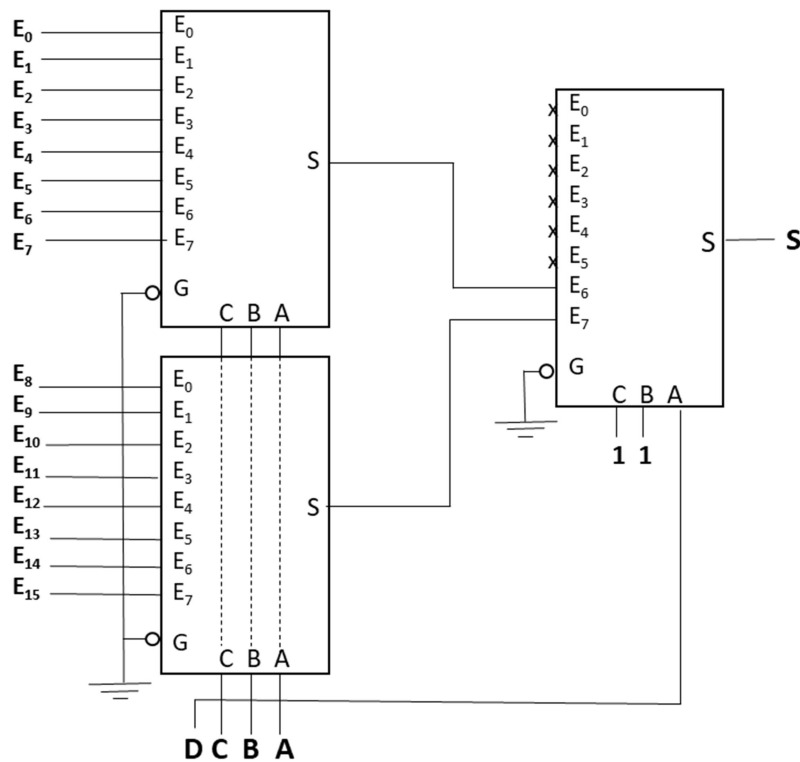 E₀ E₀
E₁ E₁
E₂ E₂
E₃ E₃
E₄ E₄
E₅ E₅
E₆ E₆
E₇ E₇
S
G
C B A
E₈ E₀
E₉ E₁
E₁₀ E₂
E₁₁ E₃
E₁₂ E₄
E₁₃ E₅
E₁₄ E₆
E₁₅ E₇
S
G
C B A
D C B A
x E₀
x E₁
x E₂
x E₃
x E₄
x E₅
E₆
E₇
S S
G
C B A
1 1